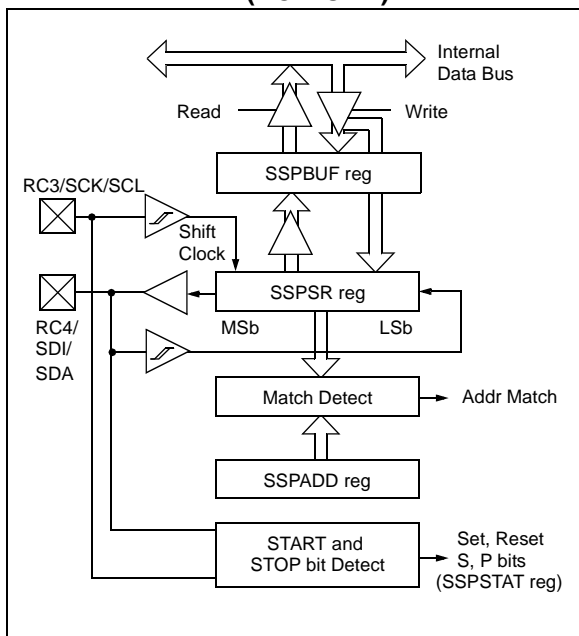 Internal
Data Bus
Read
Write
SSPBUF reg
RC3/SCK/SCL
Shift
Clock
SSPSR reg
MSb
LSb
RC4/
SDI/
SDA
Match Detect
Addr Match
SSPADD reg
START and
STOP bit Detect
Set, Reset
S, P bits
(SSPSTAT reg)